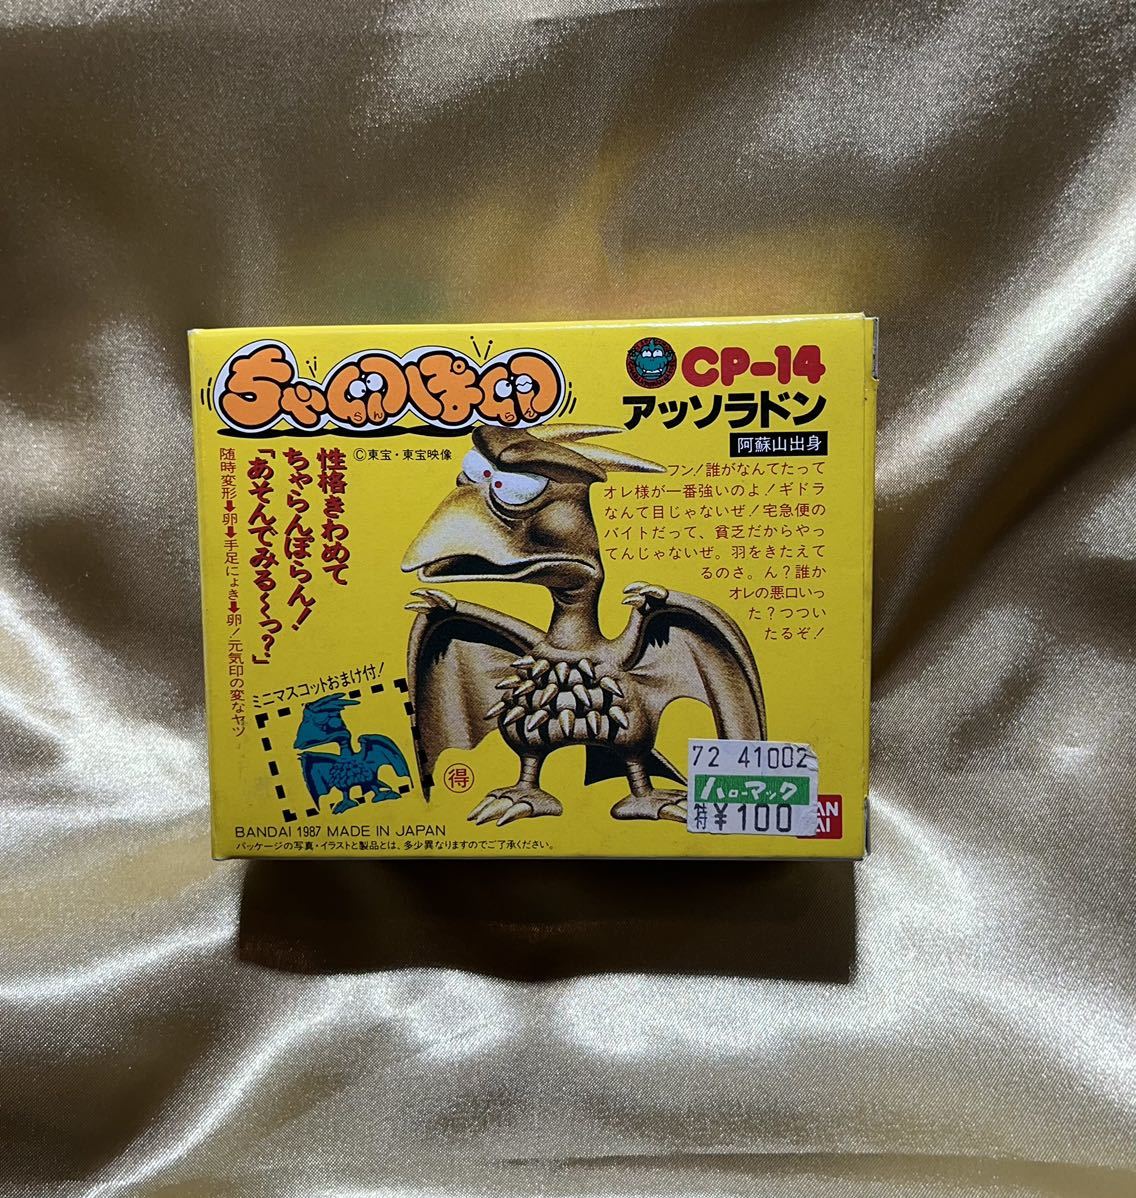 ちゃらんぽらん
らん
らん
CP-14
アッソラドン
阿蘇山出身
©東宝・東宝映像
性格きわめて
ちゃらんぽらん!
「あそんでみる〜っ?」
随時変形➡卵➡手足にょき➡卵!元気印の変なヤツ
フン!誰がなんてたって
オレ様が一番強いのよ!ギドラ
なんて目じゃないぜ!宅急便の
バイトだって、貧乏だからやっ
てんじゃないぜ。羽をきたえて
るのさ。ん?誰か
オレの悪口いっ
た?つつい
たるぞ!
ミニマスコットおまけ付!
得
72 41002
ハローマック
特 ¥100
BANDAI 1987 MADE IN JAPAN
パッケージの写真・イラストと製品とは、多少異なりますのでご了承ください。